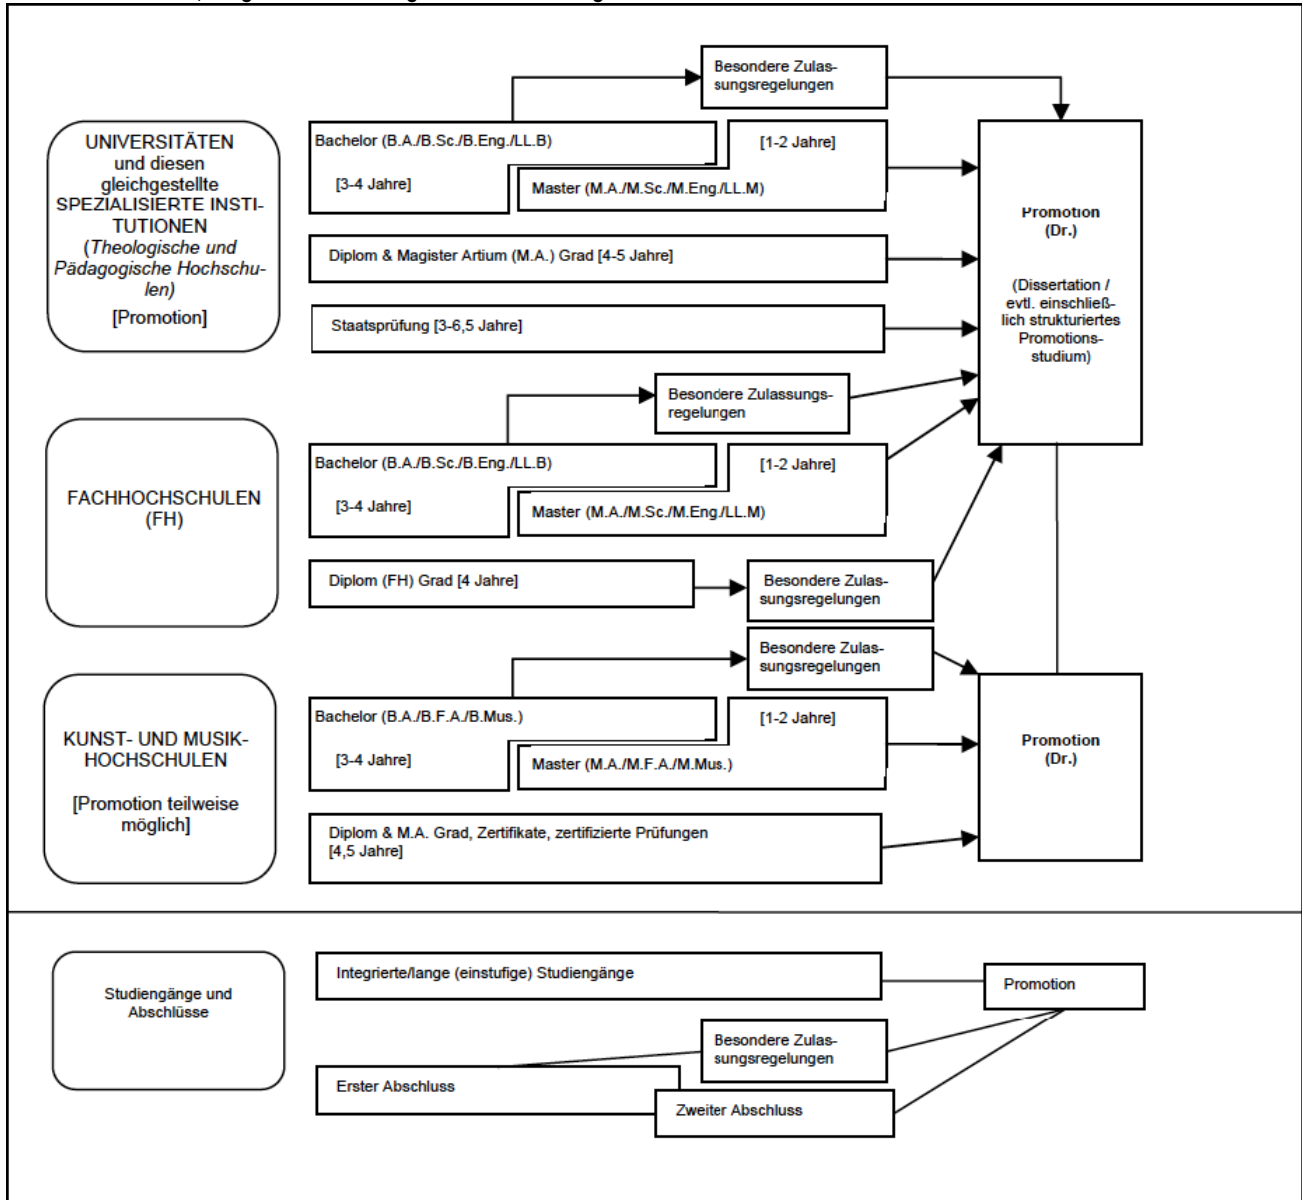 Besondere Zulas-
sungsregelungen
UNIVERSITÄTEN
und diesen
gleichgestellte
SPEZIALISIERTE INSTI-
TUTIONEN
(Theologische und
Pädagogische Hochschu-
len)
[Promotion]
Bachelor (B.A./B.Sc./B.Eng./LL.B)
[3-4 Jahre]
[1-2 Jahre]
Master (M.A./M.Sc./M.Eng./LL.M)
Diplom & Magister Artium (M.A.) Grad [4-5 Jahre]
Staatsprüfung [3-6,5 Jahre]
Promotion
(Dr.)
(Dissertation /
evtl. einschließ-
lich strukturiertes
Promotions-
studium)
FACHHOCHSCHULEN
(FH)
Besondere Zulassungs-
regelungen
Bachelor (B.A./B.Sc./B.Eng./LL.B)
[3-4 Jahre]
[1-2 Jahre]
Master (M.A./M.Sc./M.Eng./LL.M)
Diplom (FH) Grad [4 Jahre]
Besondere Zulas-
sungsregelungen
KUNST- UND MUSIK-
HOCHSCHULEN
[Promotion teilweise
möglich]
Besondere Zulas-
sungsregelungen
Bachelor (B.A./B.F.A./B.Mus.)
[3-4 Jahre]
[1-2 Jahre]
Master (M.A./M.F.A./M.Mus.)
Diplom & M.A. Grad, Zertifikate, zertifizierte Prüfungen
[4,5 Jahre]
Promotion
(Dr.)
Studiengänge und
Abschlüsse
Integrierte/lange (einstufige) Studiengänge
Promotion
Besondere Zulas-
sungsregelungen
Erster Abschluss
Zweiter Abschluss